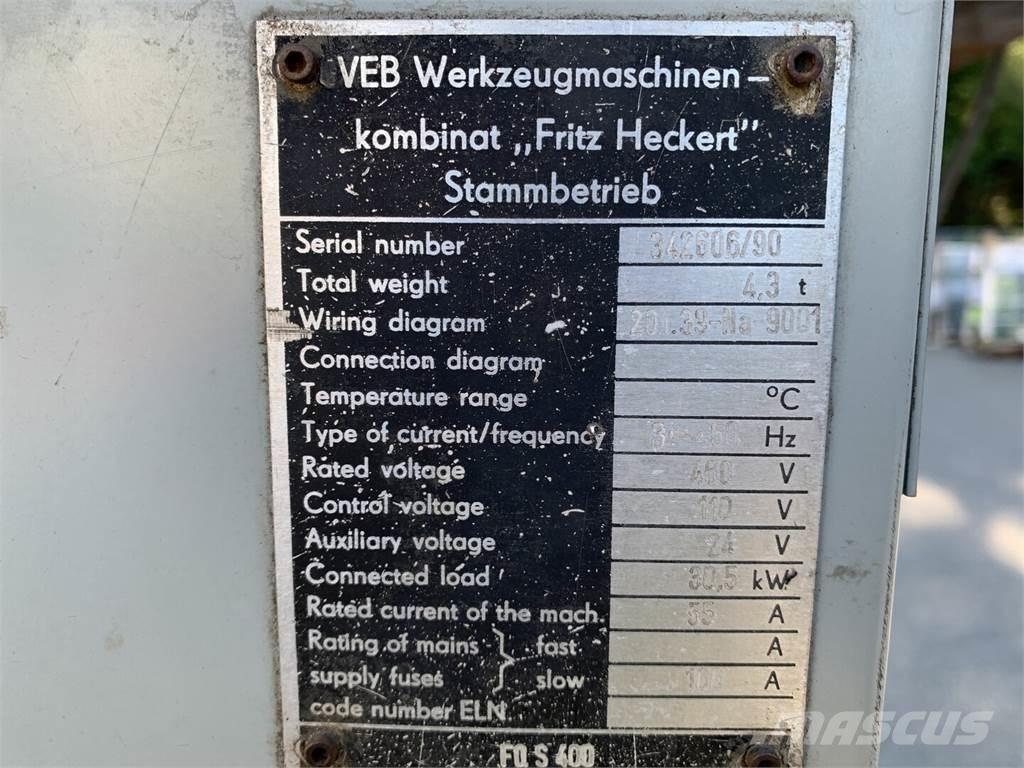 VEB Werkzeugmaschinen-
kombinat „Fritz Heckert”
Stammbetrieb
Serial number 342606/90
Total weight 4,3 t
Wiring diagram
Connection diagram
Temperature range °C
Type of current/frequency Hz
Rated voltage V
Control voltage 110 V
Auxiliary voltage 24 V
Connected load 30,5 kW
Rated current of the mach. A
Rating of mains } fast A
supply fuses } slow A
code number ELN
FQ S 400
MASCUS